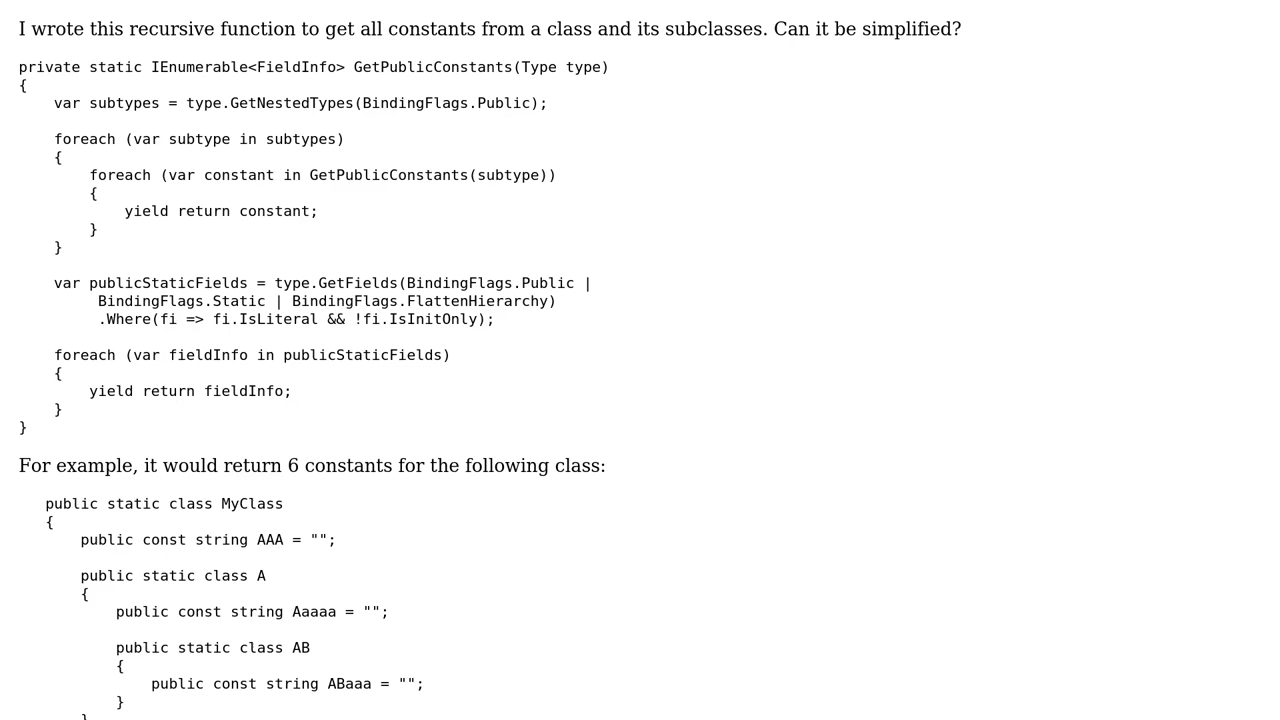 I wrote this recursive function to get all constants from a class and its subclasses. Can it be simplified?
private static IEnumerable<FieldInfo> GetPublicConstants(Type type)
{
    var subtypes = type.GetNestedTypes(BindingFlags.Public);

    foreach (var subtype in subtypes)
    {
        foreach (var constant in GetPublicConstants(subtype))
        {
            yield return constant;
        }
    }

    var publicStaticFields = type.GetFields(BindingFlags.Public |
         BindingFlags.Static | BindingFlags.FlattenHierarchy)
         .Where(fi => fi.IsLiteral && !fi.IsInitOnly);

    foreach (var fieldInfo in publicStaticFields)
    {
        yield return fieldInfo;
    }
}
For example, it would return 6 constants for the following class:
   public static class MyClass
   {
       public const string AAA = "";

       public static class A
       {
           public const string Aaaaa = "";

           public static class AB
           {
               public const string ABaaa = "";
           }
       }